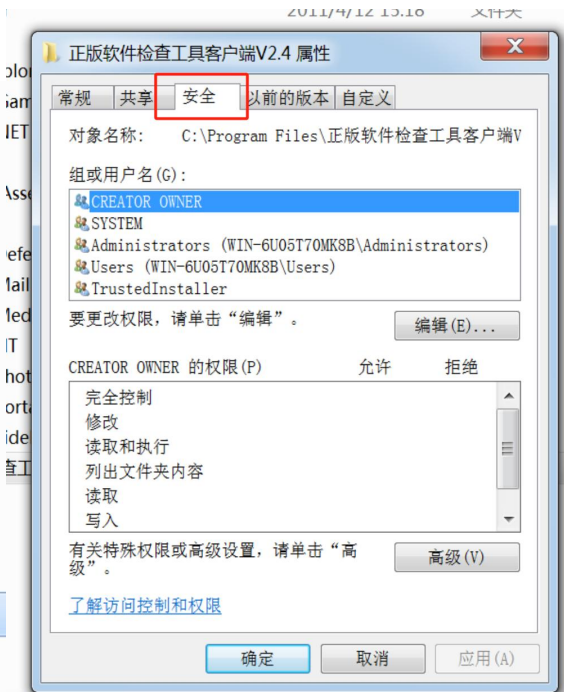 2011/4/12 15:18
文件夹
正版软件检查工具客户端V2.4 属性
常规 共享 安全 以前的版本 自定义
对象名称: C:\Program Files\正版软件检查工具客户端V
组或用户名(G):
CREATOR OWNER
SYSTEM
Administrators (WIN-6U05T70MK8B\Administrators)
Users (WIN-6U05T70MK8B\Users)
TrustedInstaller
要更改权限，请单击“编辑”。
编辑(E)...
CREATOR OWNER 的权限(P) 允许 拒绝
完全控制
修改
读取和执行
列出文件夹内容
读取
写入
有关特殊权限或高级设置，请单击“高
级”。
高级(V)
了解访问控制和权限
确定 取消 应用(A)